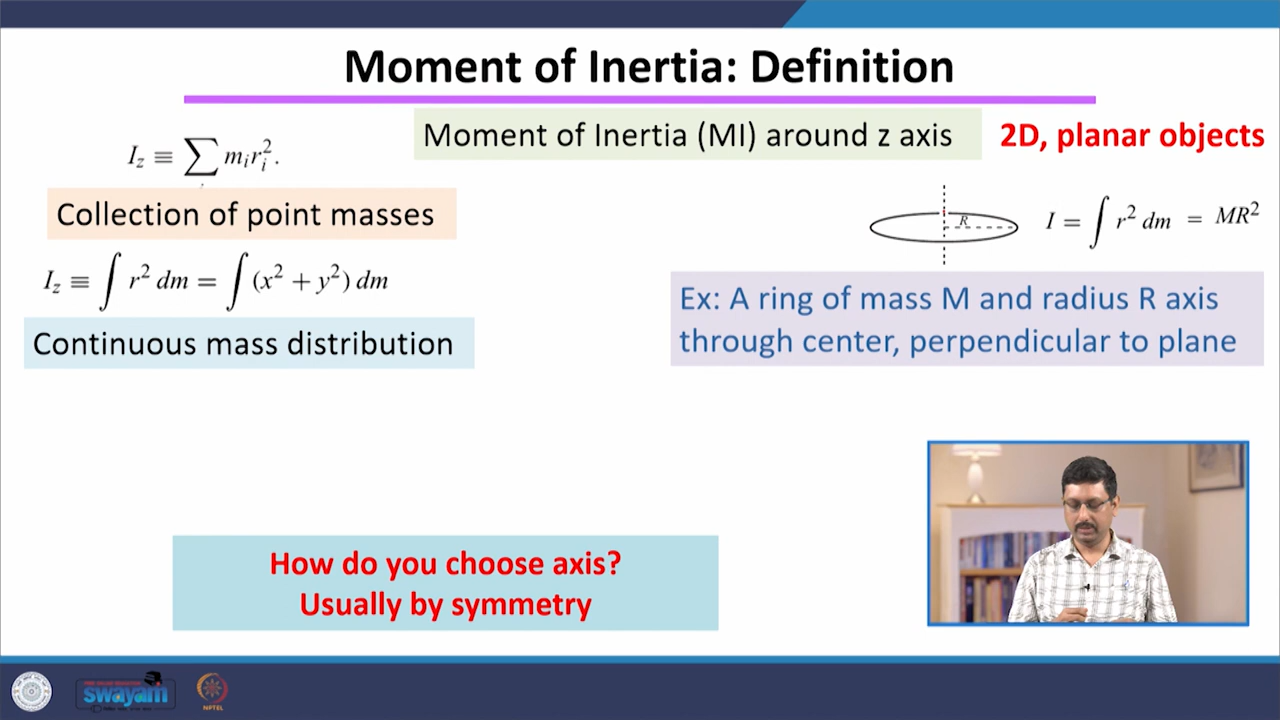 Moment of Inertia: Definition
I_z ≡ ∑ m_i r_i^2.
Moment of Inertia (MI) around z axis
2D, planar objects
Collection of point masses
R
I = ∫ r^2 dm = MR^2
I_z ≡ ∫ r^2 dm = ∫ (x^2 + y^2) dm
Ex: A ring of mass M and radius R axis
through center, perpendicular to plane
Continuous mass distribution
How do you choose axis?
Usually by symmetry
swayam
NPTEL